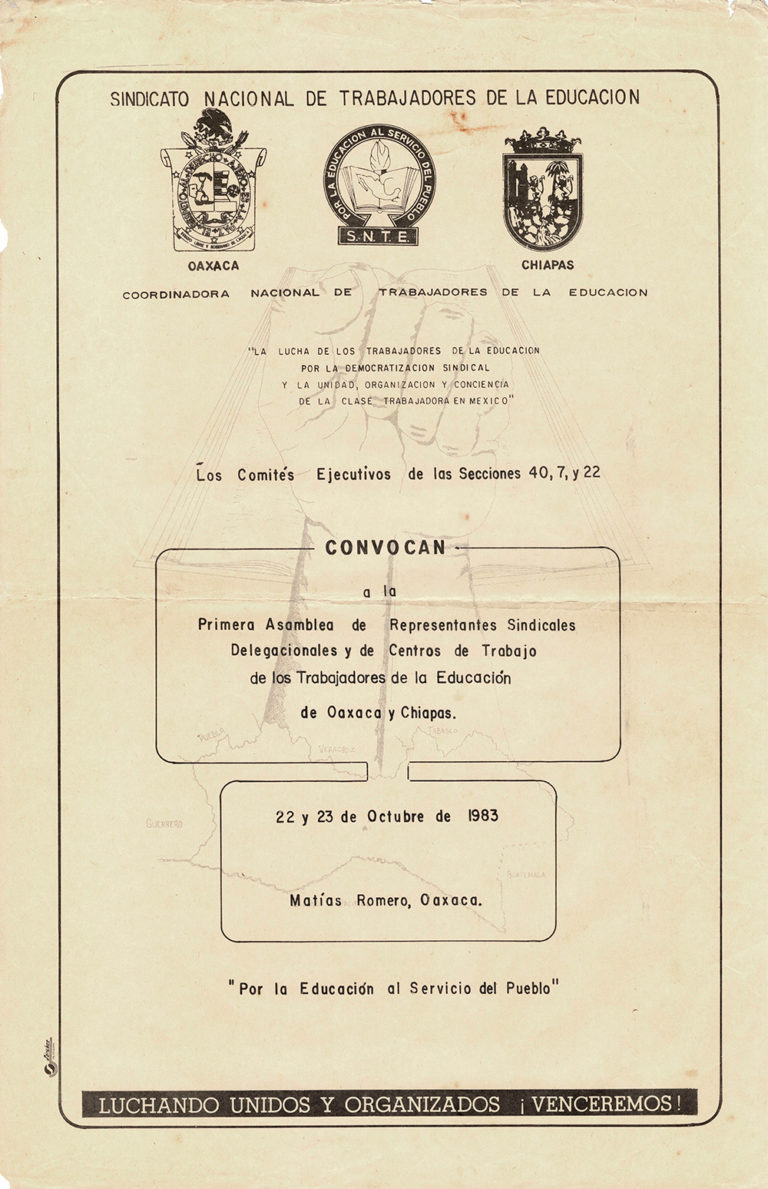 SINDICATO NACIONAL DE TRABAJADORES DE LA EDUCACION
POR LA EDUCACION AL SERVICIO DEL PUEBLO
S.N.T.E.
OAXACA
CHIAPAS
COORDINADORA NACIONAL DE TRABAJADORES DE LA EDUCACION
"LA LUCHA DE LOS TRABAJADORES DE LA EDUCACION
POR LA DEMOCRATIZACION SINDICAL
Y LA UNIDAD, ORGANIZACION Y CONCIENCIA
DE LA CLASE TRABAJADORA EN MEXICO"
Los Comités Ejecutivos de las Secciones 40, 7, y 22
CONVOCAN
a la
Primera Asamblea de Representantes Sindicales
Delegacionales y de Centros de Trabajo
de los Trabajadores de la Educación
de Oaxaca y Chiapas.
PUEBLA
VERACRUZ
TABASCO
22 y 23 de Octubre de 1983
GUERRERO
GUATEMALA
Matías Romero, Oaxaca.
"Por la Educación al Servicio del Pueblo"
LUCHANDO UNIDOS Y ORGANIZADOS ¡VENCEREMOS!